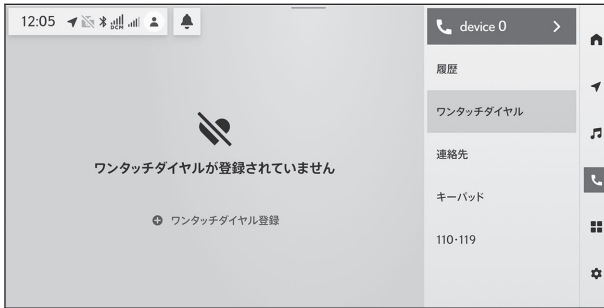 12:05
DCM
device 0
履歴
ワンタッチダイヤル
連絡先
キーパッド
110・119
ワンタッチダイヤルが登録されていません
ワンタッチダイヤル登録